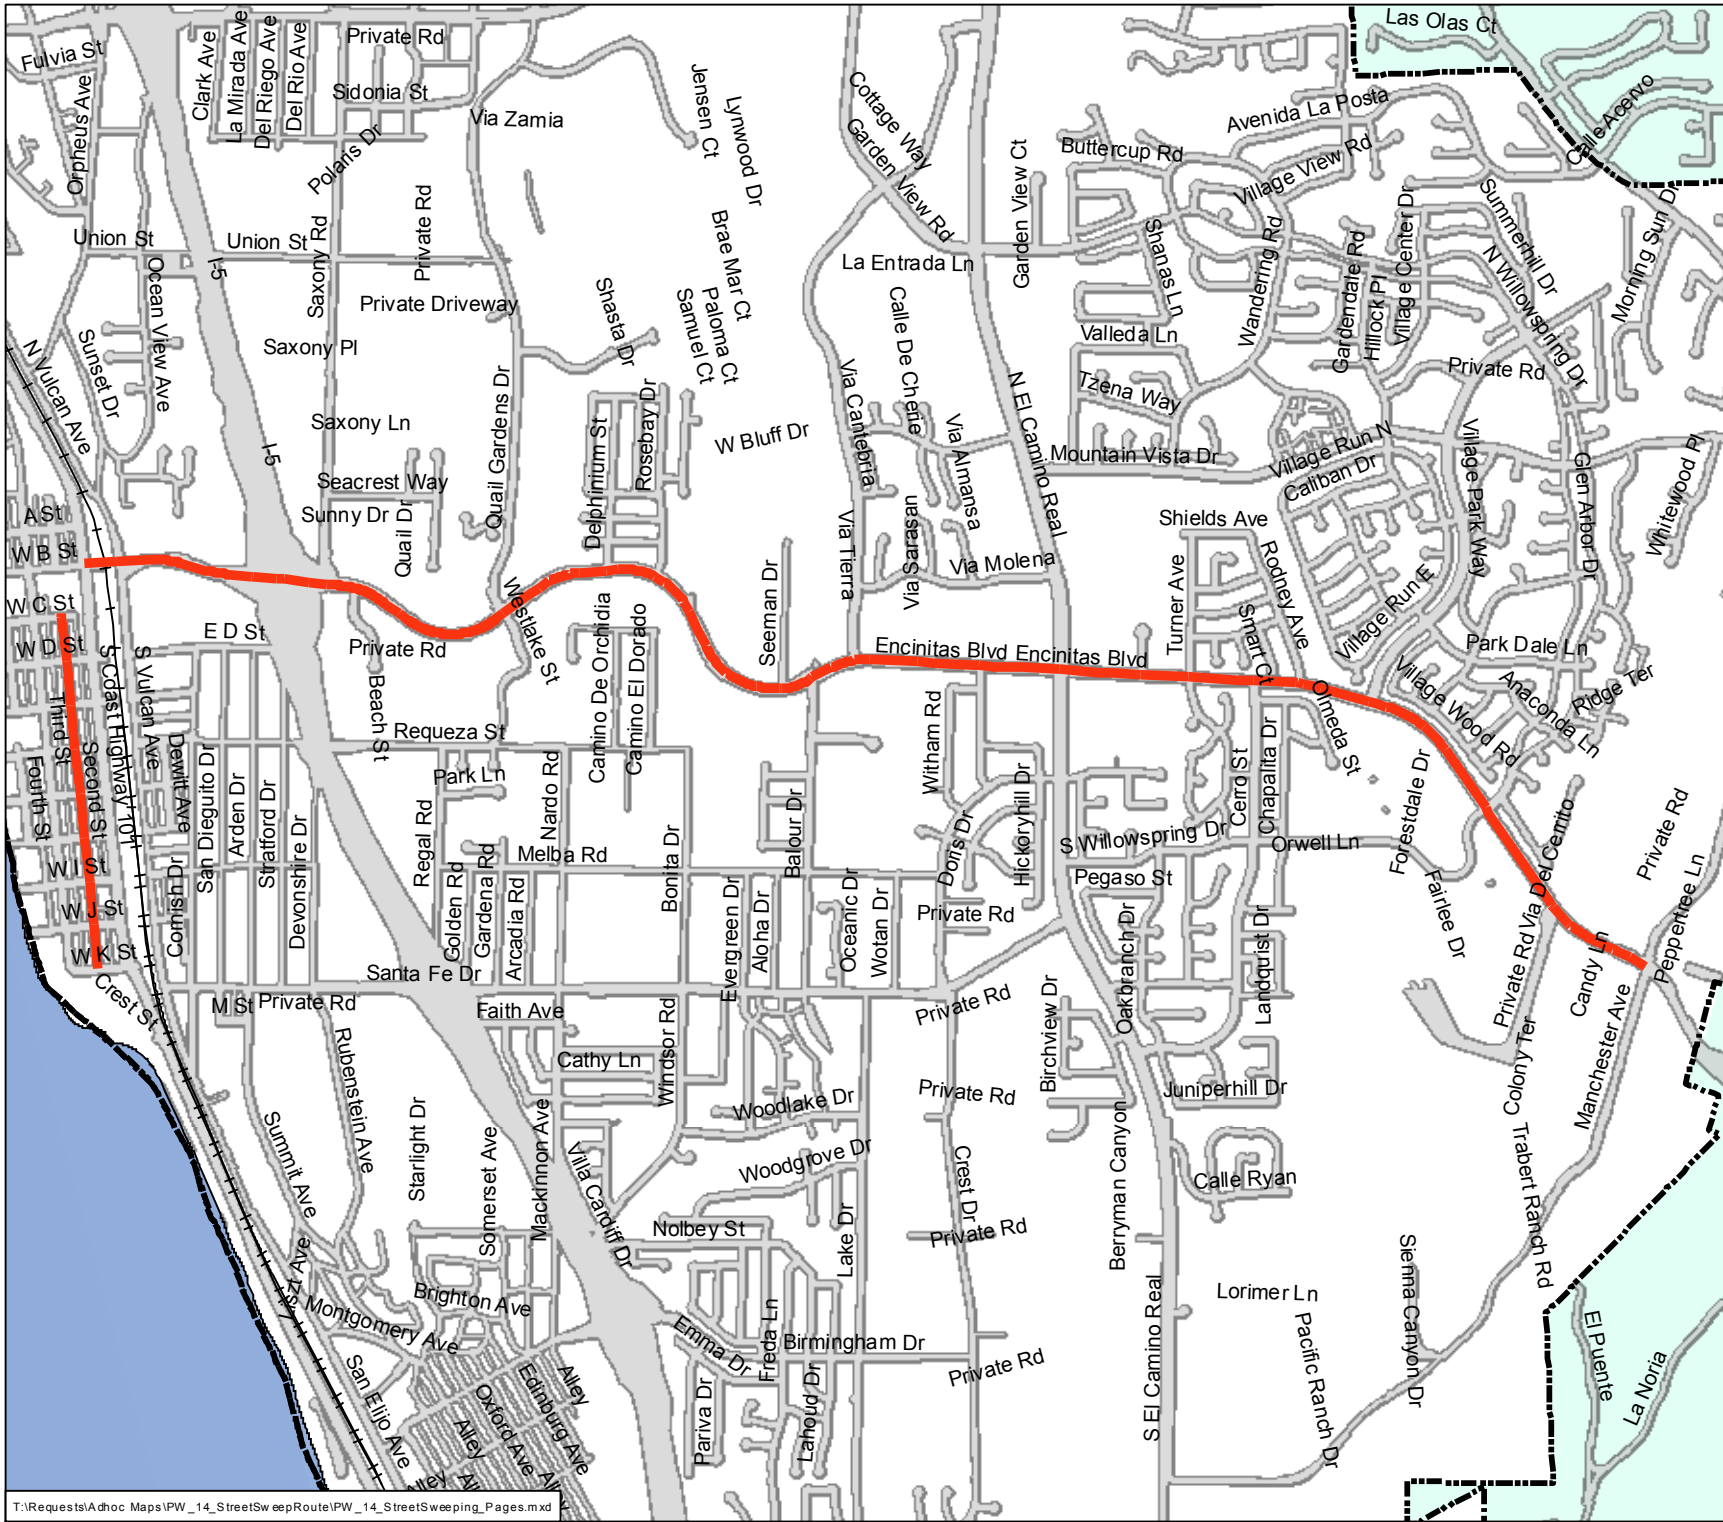 Las Olas Ct
Private Rd
Fulvia St
Clark Ave
La Mirada Ave
Del Riego Ave
Del Rio Ave
Sidonia St
Via Zamia
Jensen Ct
Lynwood Dr
Cottage Way
Garden View Rd
Avenida La Posta
Calle Acervo
Orpheus Ave
Polaris Dr
Buttercup Rd
Village View Rd
Garden View Ct
Private Rd
Union St
Union St
I-5
Saxony Rd
Brae Mar Ct
Paloma Ct
Samuel Ct
La Entrada Ln
Shanas Ln
Wandering Rd
Gardendale Rd
Hillock Pl
Village Center Dr
Summerhill Dr
N Willowspring Dr
Morning Sun Dr
Ocean View Ave
Private Driveway
Shasta Dr
Calle De Cherie
Valleda Ln
N Vulcan Ave
Sunset Dr
Saxony Pl
Quail Gardens Dr
Via Cantebria
N El Camino Real
Tzena Way
Private Rd
Saxony Ln
Delphinium St
Rosebay Dr
W Bluff Dr
Via Almansa
Mountain Vista Dr
Village Run N
Caliban Dr
Village Park Way
Glen Arbor Dr
Whitewood Pl
I-5
Seacrest Way
Sunny Dr
Quail Dr
A St
W B St
Via Tierra
Via Sarasan
Via Molena
Shields Ave
Turner Ave
Rodney Ave
Smart Ct
Village Run E
W C St
W D St
E D St
Private Rd
Westlake St
Camino De Orchidia
Camino El Dorado
Seeman Dr
Encinitas Blvd
Encinitas Blvd
Park Dale Ln
Village Wood Rd
Anaconda Ln
Ridge Ter
Third St
S Coast Highway 101
S Vulcan Ave
Beach St
Requeza St
Witham Rd
Olmeda St
Second St
Fourth St
Dewitt Ave
San Dieguito Dr
Arden Dr
Stratford Dr
Devonshire Dr
Park Ln
Nardo Rd
Regal Rd
Balour Dr
Doris Dr
Hickoryhill Dr
S Willowspring Dr
Cerro St
Chapalita Dr
Orwell Ln
Forestdale Dr
Via Del Cerrito
Private Rd
W I St
W J St
W K St
Cornish Dr
Golden Rd
Gardena Rd
Arcadia Rd
Melba Rd
Bonita Dr
Evergreen Dr
Aloha Dr
Oceanic Dr
Wotan Dr
Private Rd
Pegaso St
Oakbranch Dr
Landquist Dr
Fairlee Dr
Private Rd
Candy Ln
Peppertree Ln
Crest St
M St
Private Rd
Santa Fe Dr
Faith Ave
Cathy Ln
Windsor Rd
Private Rd
Birchview Dr
Colony Ter
Manchester Ave
Rubenstein Ave
Summit Ave
Starlight Dr
Somerset Ave
Mackinnon Ave
Villa Cardiff Dr
Woodlake Dr
Woodgrove Dr
Private Rd
Crest Dr
Juniperhill Dr
Berryman Canyon
Calle Ryan
Trabert Ranch Rd
Nolbey St
Lake Dr
Private Rd
Liszt Ave
Brighton Ave
Montgomery Ave
San Elijo Ave
Emma Dr
Freda Ln
Birmingham Dr
Private Rd
S El Camino Real
Lorimer Ln
Pacific Ranch Dr
Sienna Canyon Dr
El Puente
La Noria
Edinburg Ave
Oxford Ave
Alley
Alley
Alley
Pariva Dr
Lahoud Dr
T:\Requests\Adhoc Maps\PW_14_StreetSweepRoute\PW_14_StreetSweeping_Pages.mxd